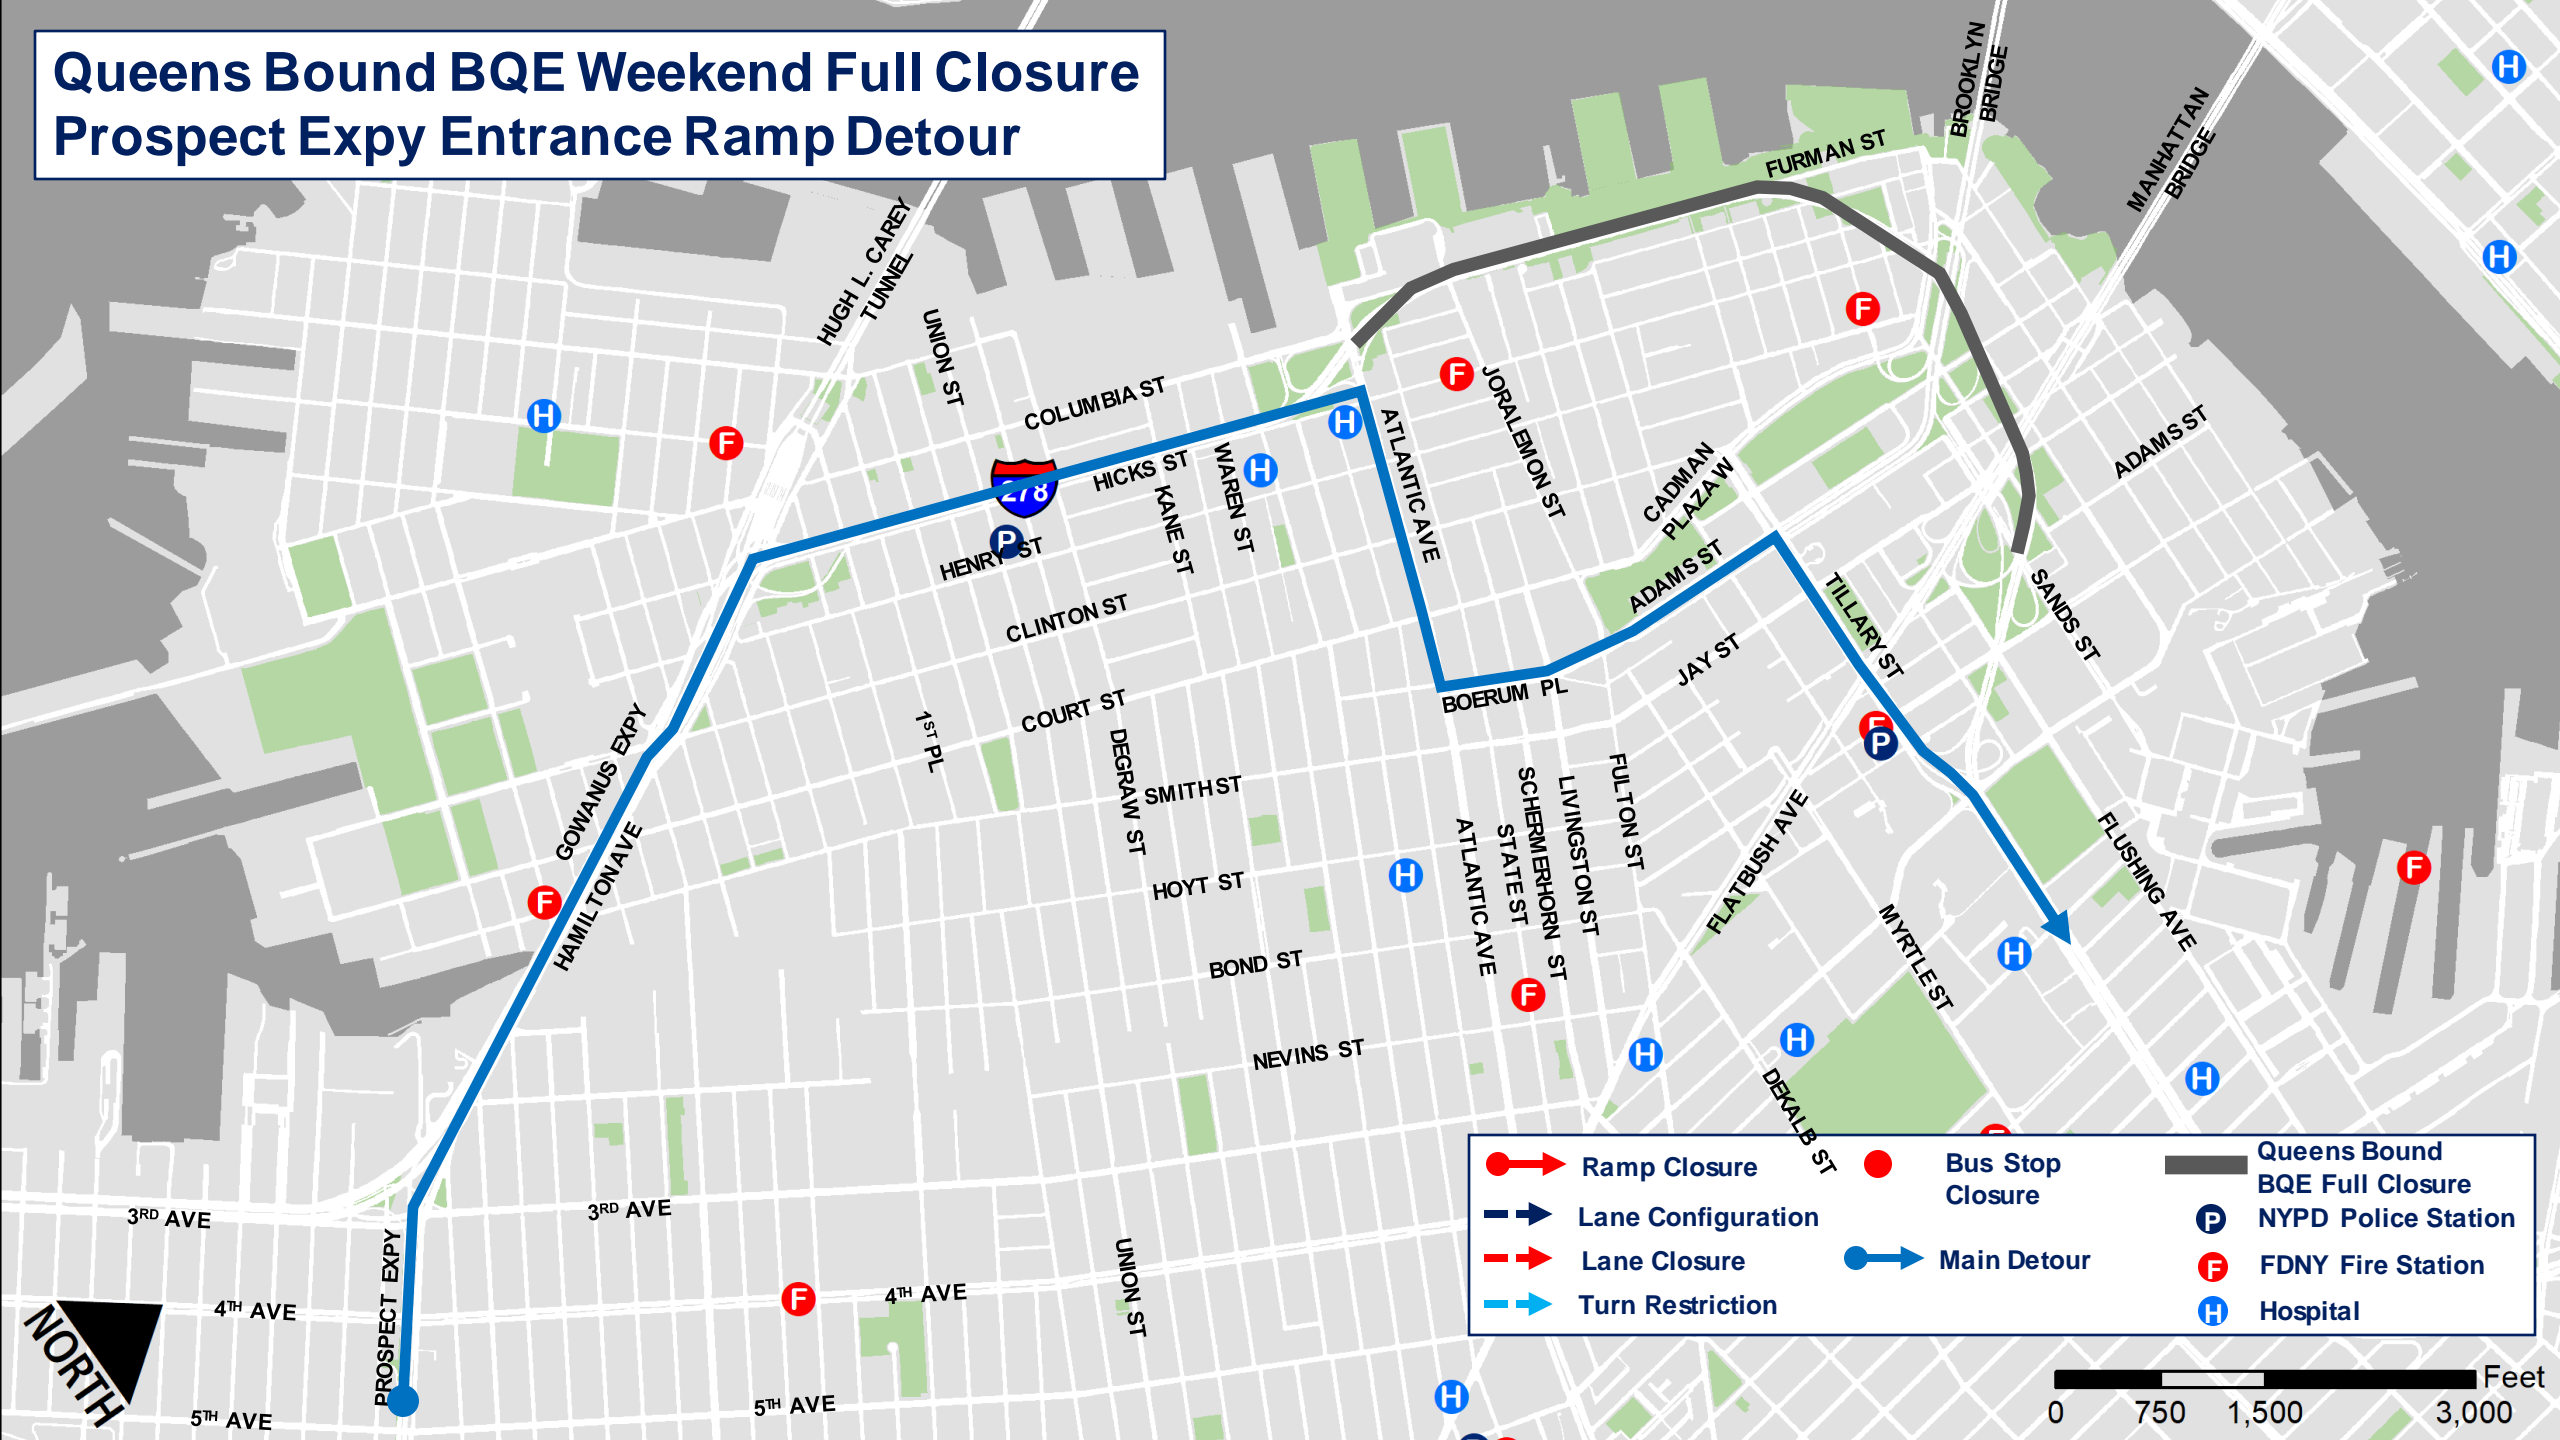 Queens Bound BQE Weekend Full Closure
Prospect Expy Entrance Ramp Detour
BROOKLYN
BRIDGE
MANHATTAN
BRIDGE
FURMAN ST
HUGH L. CAREY
TUNNEL
UNION ST
COLUMBIA ST
HICKS ST
278
KANE ST
WAREN ST
ATLANTIC AVE
JORALEMON ST
CADMAN
PLAZA W
ADAMS ST
ADAMS ST
HENRY ST
CLINTON ST
COURT ST
1ST PL
DEGRAW ST
BOERUM PL
JAY ST
TILLARY ST
SANDS ST
GOWANUS EXPY
HAMILTON AVE
SMITH ST
HOYT ST
BOND ST
NEVINS ST
ATLANTIC AVE
STATE ST
SCHERMERHORN ST
LIVINGSTON ST
FULTON ST
FLATBUSH AVE
MYRTLE ST
FLUSHING AVE
DEKALB ST
3RD AVE
3RD AVE
PROSPECT EXPY
4TH AVE
4TH AVE
UNION ST
5TH AVE
5TH AVE
NORTH
H
H
H
H
H
H
H
H
H
H
H
F
F
F
F
F
F
F
F
F
P
P
Ramp Closure
Lane Configuration
Lane Closure
Turn Restriction
Bus Stop
Closure
Main Detour
Queens Bound
BQE Full Closure
P NYPD Police Station
F FDNY Fire Station
H Hospital
Feet
0 750 1,500 3,000